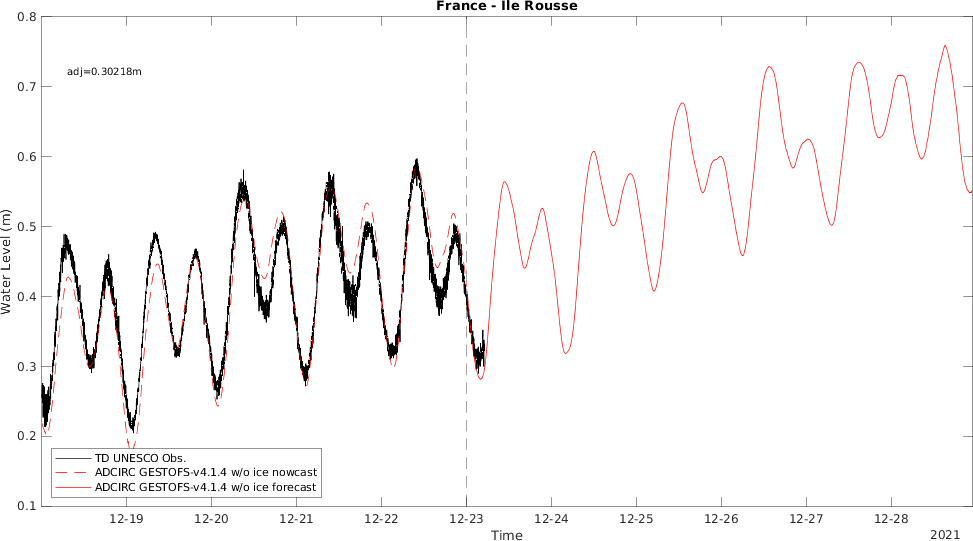 France - Ile Rousse
adj=0.30218m
Water Level (m)
0.8
0.7
0.6
0.5
0.4
0.3
0.2
0.1
TD UNESCO Obs.
ADCIRC GESTOFS-v4.1.4 w/o ice nowcast
ADCIRC GESTOFS-v4.1.4 w/o ice forecast
12-19 12-20 12-21 12-22 12-23 12-24 12-25 12-26 12-27 12-28
Time
2021